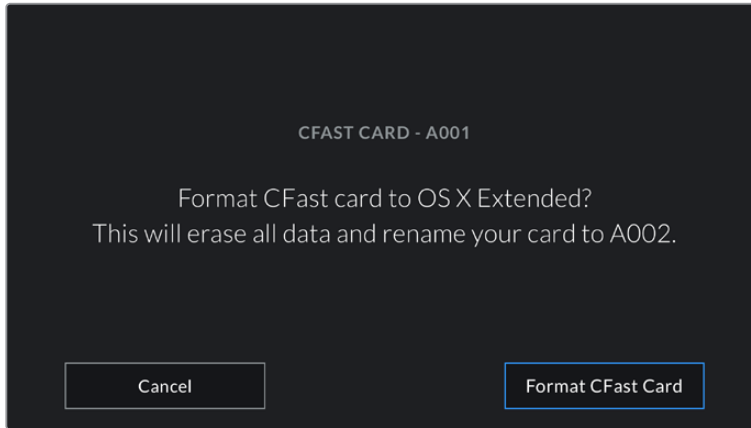 CFAST CARD - A001
Format CFast card to OS X Extended?
This will erase all data and rename your card to A002.
Cancel
Format CFast Card